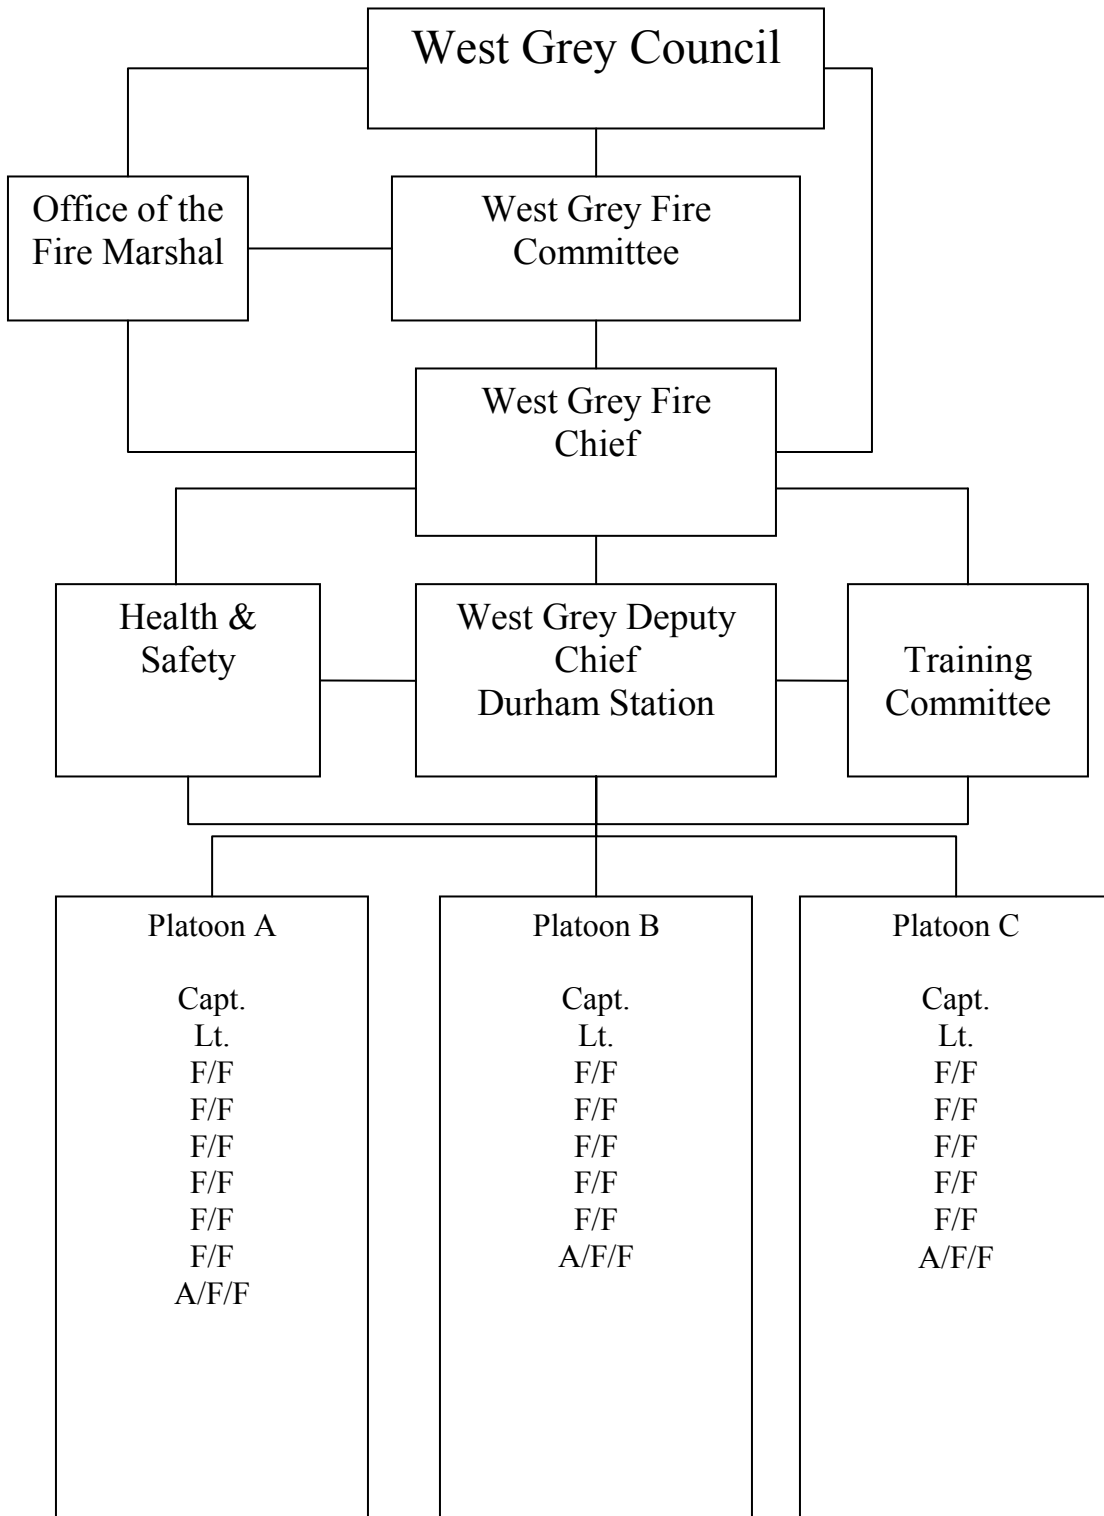 West Grey Council
Office of the
Fire Marshal
West Grey Fire
Committee
West Grey Fire
Chief
Health &
Safety
West Grey Deputy
Chief
Durham Station
Training
Committee
Platoon A
Capt.
Lt.
F/F
F/F
F/F
F/F
F/F
F/F
A/F/F
Platoon B
Capt.
Lt.
F/F
F/F
F/F
F/F
F/F
A/F/F
Platoon C
Capt.
Lt.
F/F
F/F
F/F
F/F
F/F
A/F/F